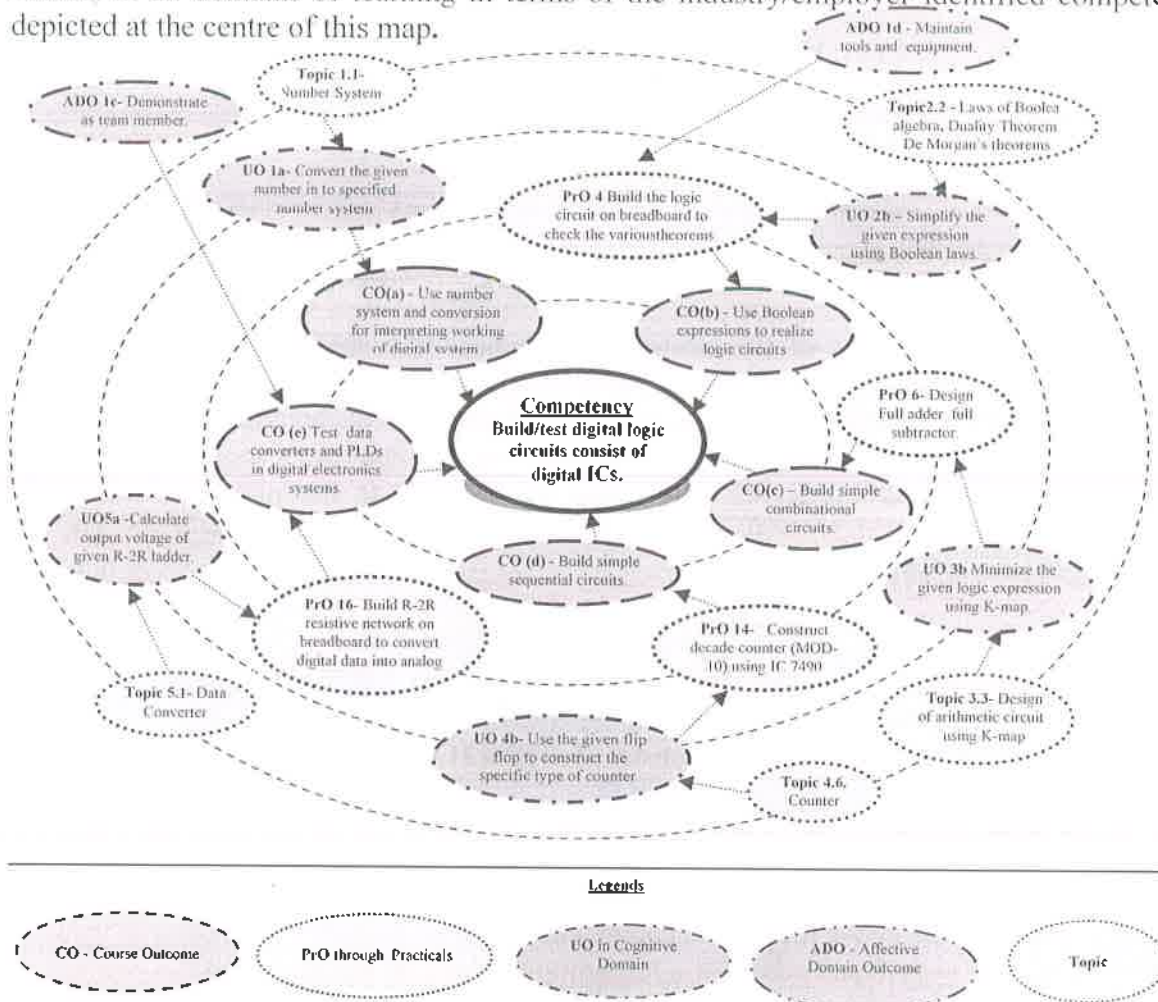 depicted at the centre of this map.
ADO 1d - Maintain
tools and equipment.
Topic 1.1-
Number System
ADO 1c- Demonstrate
as team member.
Topic2.2 - Laws of Boolea
algebra, Duality Theorem
De Morgan's theorems
UO 1a- Convert the given
number in to specified
number system
PrO 4 Build the logic
circuit on breadboard to
check the varioustheorems
UO 2b – Simplify the
given expression
using Boolean laws.
CO(a) - Use number
system and conversion
for interpreting working
of digital system
CO(b) - Use Boolean
expressions to realize
logic circuits
PrO 6- Design
Full adder full
subtractor.
Competency
Build/test digital logic
circuits consist of
digital ICs.
CO (e) Test data
converters and PLDs
in digital electronics
systems.
CO(c) – Build simple
combinational
circuits.
UO5a -Calculate
output voltage of
given R-2R ladder.
CO (d) - Build simple
sequential circuits.
UO 3b Minimize the
given logic expression
using K-map.
PrO 16- Build R-2R
resistive network on
breadboard to convert
digital data into analog
PrO 14- Construct
decade counter (MOD-
10) using IC 7490
Topic 5.1- Data
Converter
Topic 3.3- Design
of arithmetic circuit
using K-map
UO 4b- Use the given flip
flop to construct the
specific type of counter
Topic 4.6.
Counter
Legends
CO - Course Outcome
PrO through Practicals
UO in Cognitive
Domain
ADO - Affective
Domain Outcome
Topic